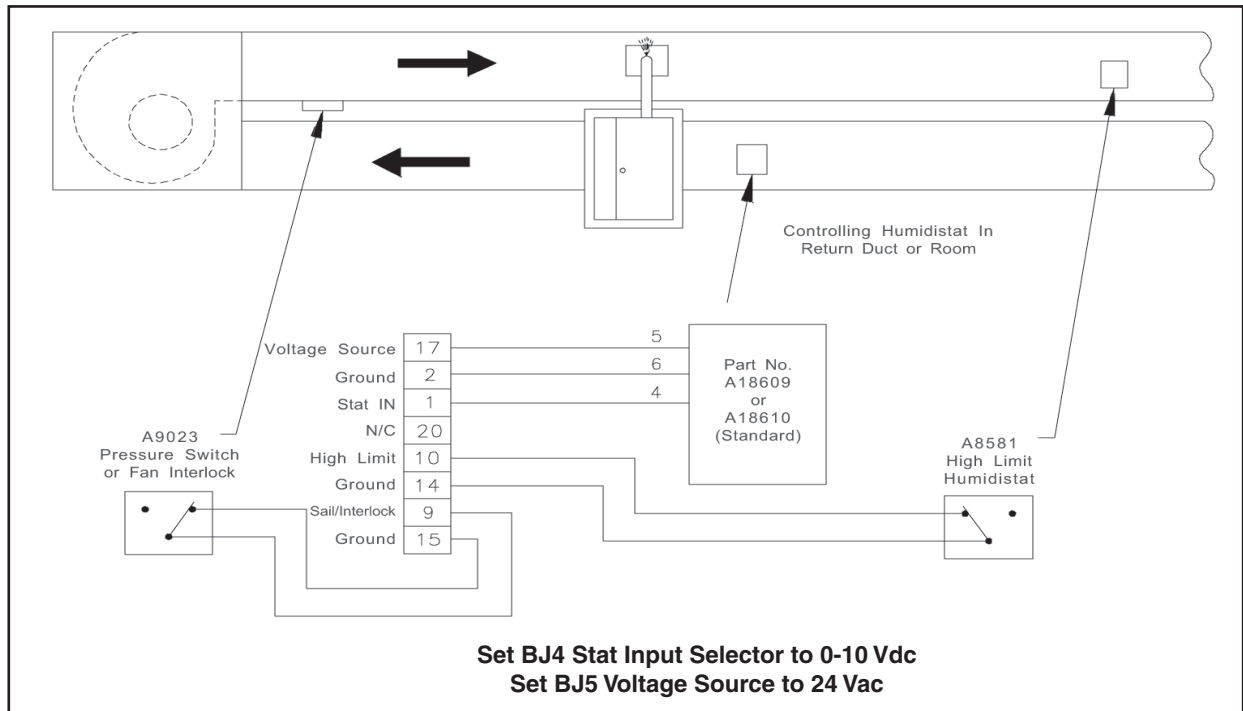 Controlling Humidistat In
Return Duct or Room
Voltage Source 17
Ground 2
Stat IN 1
N/C 20
High Limit 10
Ground 14
Sail/Interlock 9
Ground 15
5
6
4
Part No.
A18609
or
A18610
(Standard)
A9023
Pressure Switch
or Fan Interlock
A8581
High Limit
Humidistat
Set BJ4 Stat Input Selector to 0-10 Vdc
Set BJ5 Voltage Source to 24 Vac